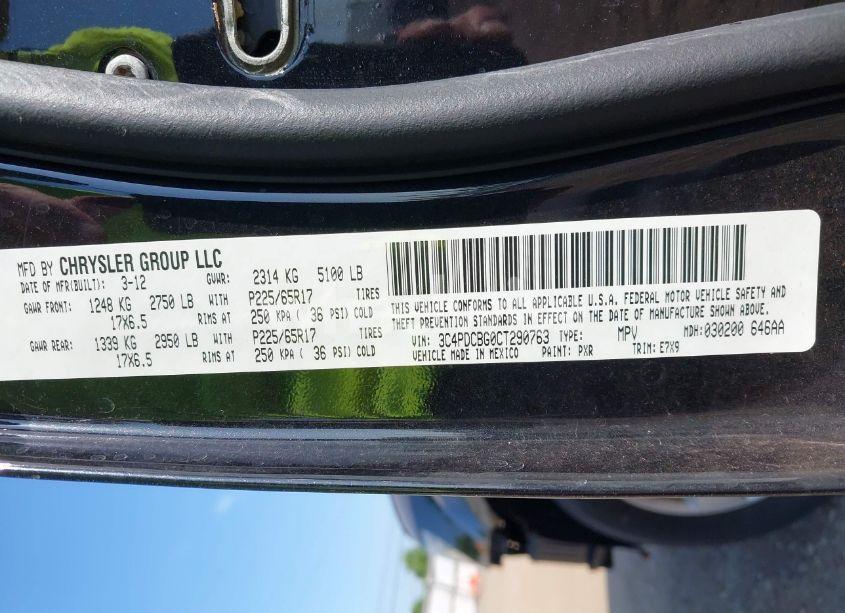 MFD BY CHRYSLER GROUP LLC
DATE OF MFR(BUILT): 3-12 GVWR: 2314 KG 5100 LB
GAWR FRONT: 1248 KG 2750 LB WITH P225/65R17 TIRES
17X6.5 RIMS AT 250 KPA ( 36 PSI) COLD
GAWR REAR: 1339 KG 2950 LB WITH P225/65R17 TIRES
17X6.5 RIMS AT 250 KPA ( 36 PSI) COLD
THIS VEHICLE CONFORMS TO ALL APPLICABLE U.S.A. FEDERAL MOTOR VEHICLE SAFETY AND
THEFT PREVENTION STANDARDS IN EFFECT ON THE DATE OF MANUFACTURE SHOWN ABOVE.
VIN: 3C4PDCBG0CT290763 TYPE: MPV MDH: 030200 646AA
VEHICLE MADE IN MEXICO PAINT: PXR TRIM: E7X9